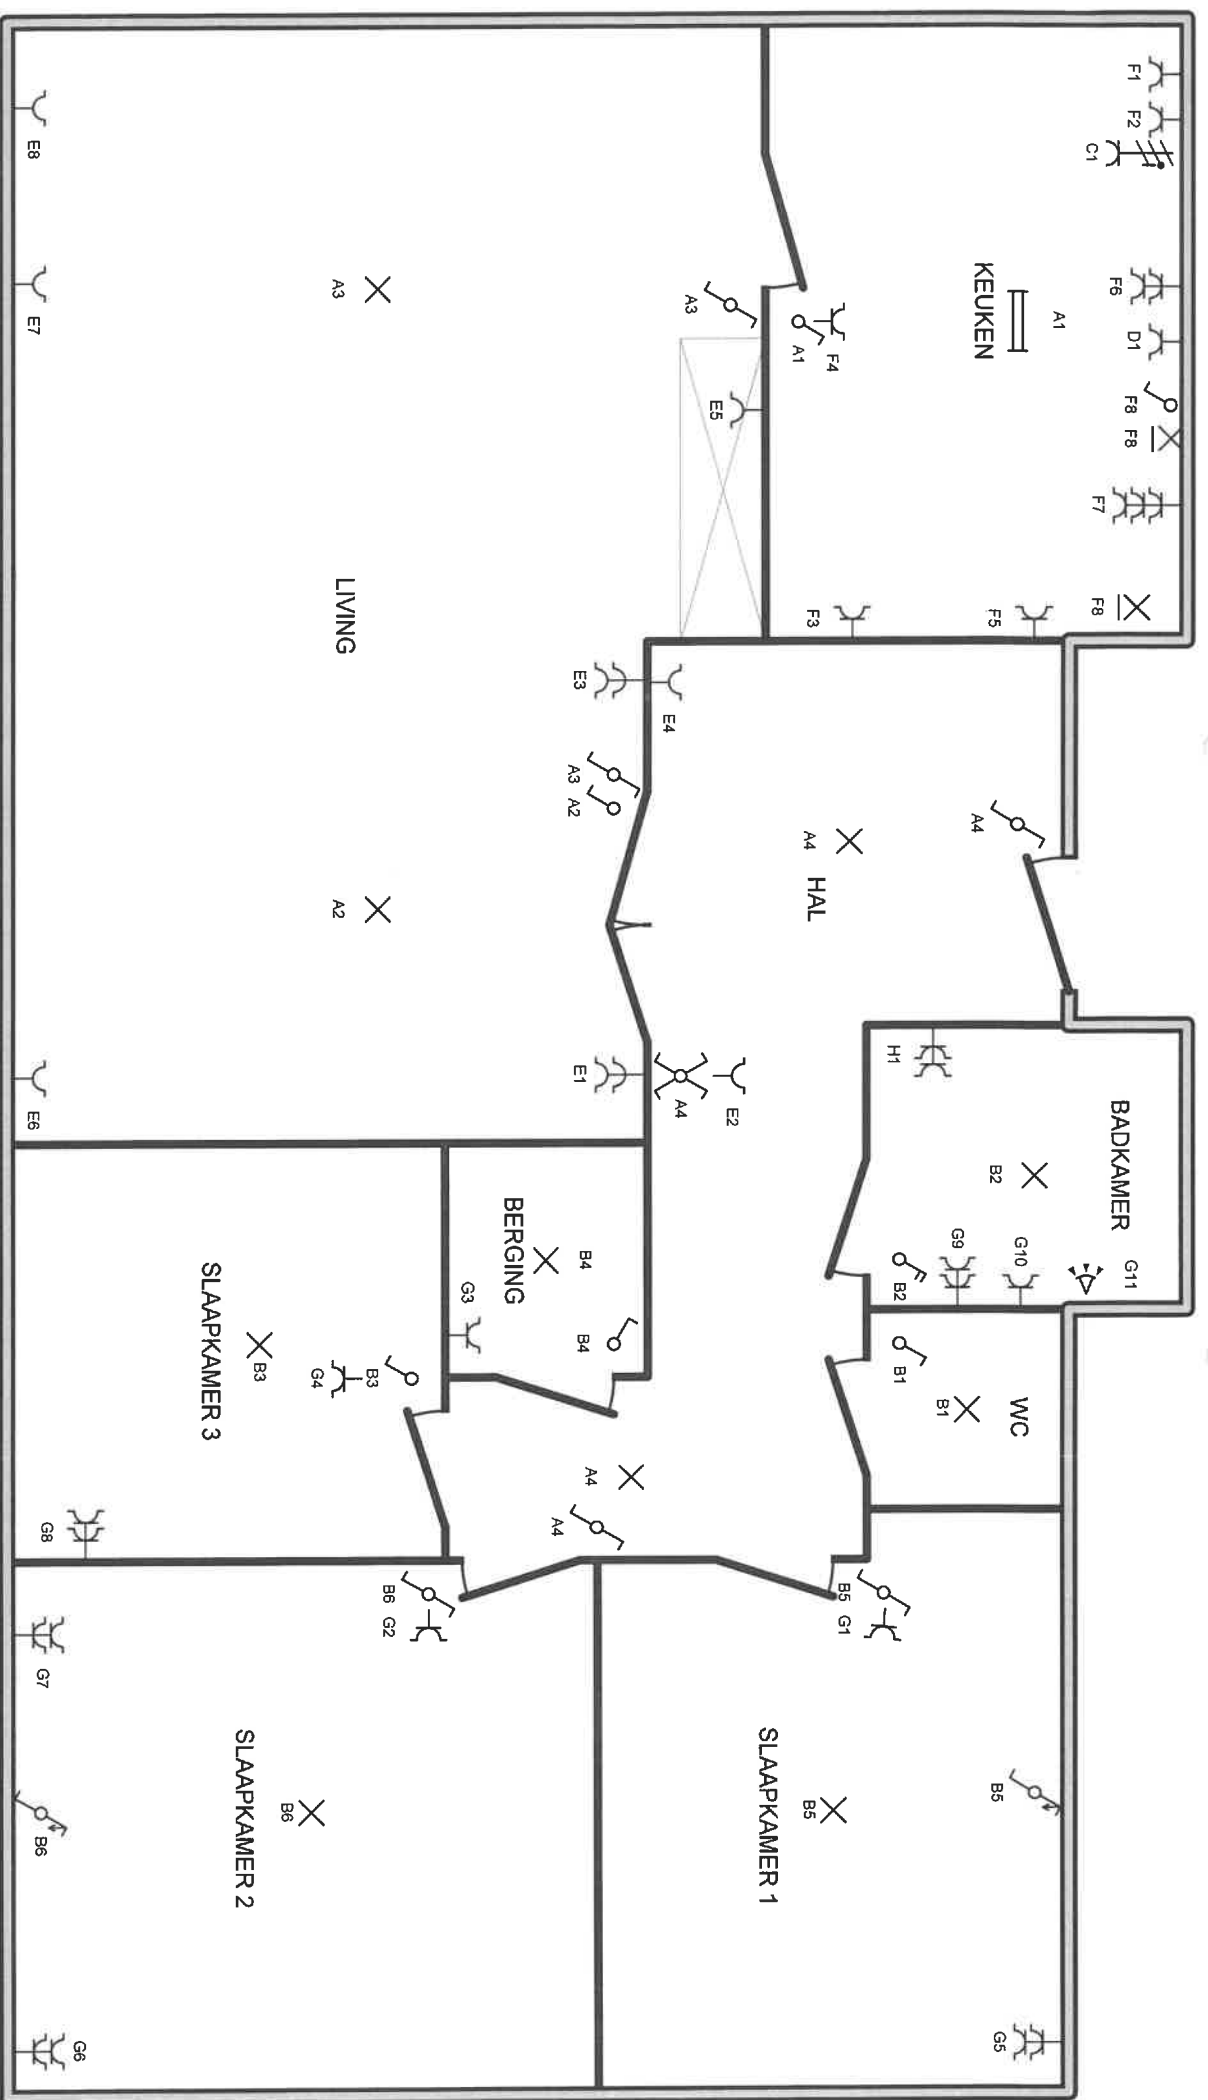 F1
F2
C1
F6
D1
F8
F8
F7
F8
A1
KEUKEN
F4
A1
A3
E5
F3
F5
E8
E7
A3
LIVING
E3
E4
A3
A2
A4
HAL
A4
A2
E6
E1
A4
E2
H1
BADKAMER
B2
G9
G10
G11
B2
B1
B1
WC
BERGING
B4
G3
B4
SLAAPKAMER 3
B3
G4
B3
G8
A4
A4
B6
G2
B5
G1
G7
SLAAPKAMER 2
B6
B6
G6
SLAAPKAMER 1
B5
B5
G5